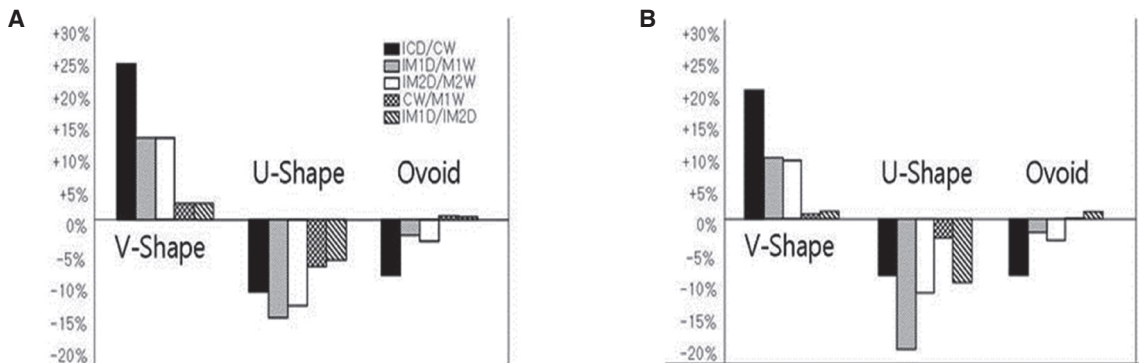 A
+30%
+25%
+20%
+15%
+10%
+5%
0%
-5%
-10%
-15%
-20%
ICD/CW
IM1D/M1W
IM2D/M2W
CW/M1W
IM1D/IM2D
U-Shape
Ovoid
V-Shape
B
+30%
+25%
+20%
+15%
+10%
+5%
0%
-5%
-10%
-15%
-20%
U-Shape
Ovoid
V-Shape